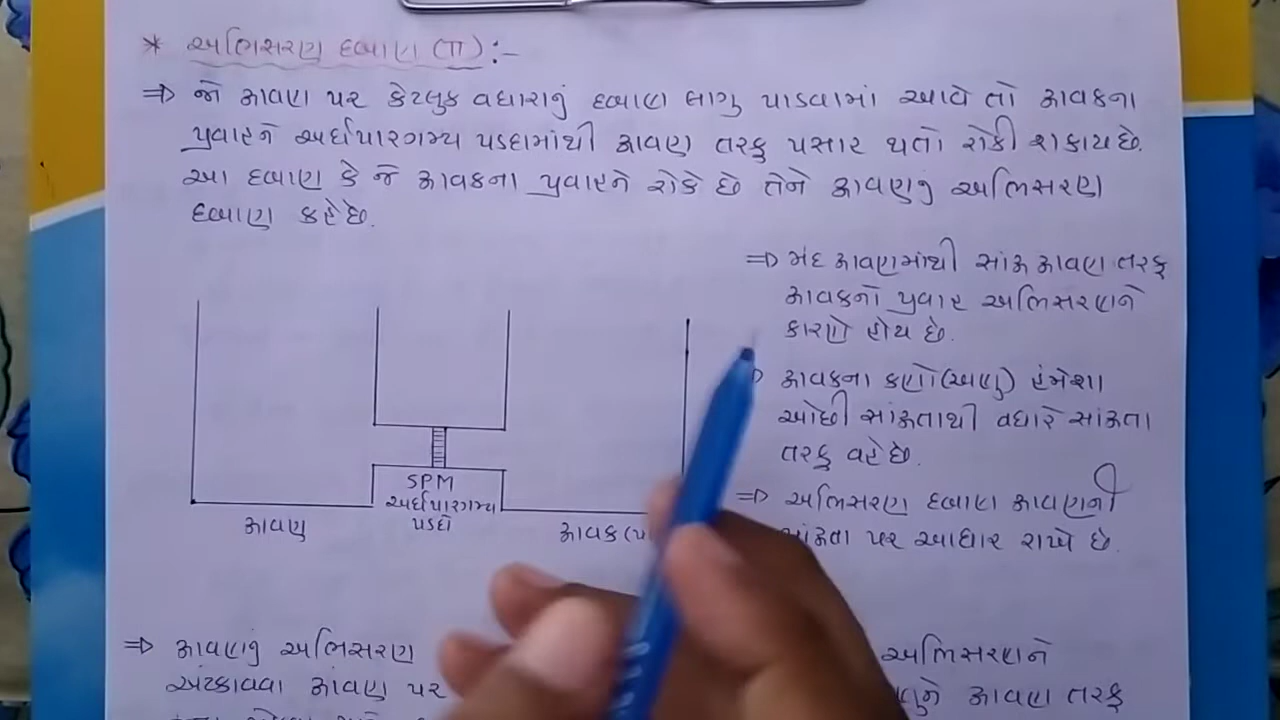 * અભિસરણ દબાણ (π) :-
⇒ જો દ્રાવણ પર કેટલુક વધારાનું દબાણ લાગુ પાડવામાં આવે તો દ્રાવકના
પ્રવાહને અર્ધપારગમ્ય પડદામાંથી દ્રાવણ તરફ પસાર થતો રોકી શકાય છે.
આ દબાણ કે જે દ્રાવકના પ્રવાહને રોકે છે તેને દ્રાવણનું અભિસરણ
દબાણ કહે છે.
⇒ મંદ દ્રાવણમાંથી સાંદ્ર દ્રાવણ તરફ
દ્રાવકનો પ્રવાહ અભિસરણને
કારણે હોય છે.
દ્રાવકના કણો (અણુ) હંમેશા
ઓછી સાંદ્રતાથી વધારે સાંદ્રતા
તરફ વહે છે.
⇒ અભિસરણ દબાણ દ્રાવણની
સાંદ્રતા પર આધાર રાખે છે.
SPM
અર્ધપારગમ્ય
પડદો
દ્રાવણ
દ્રાવક
⇒ દ્રાવણનું અભિસરણ અભિસરણને
અટકાવવા દ્રાવણ પર દ્રાવણ તરફ